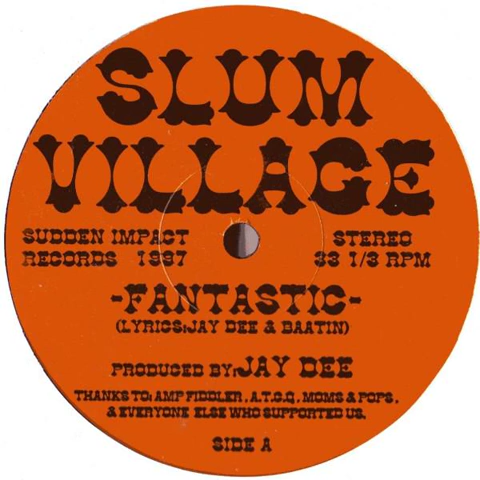 SLUM
VILLAGE
SUDDEN IMPACT
RECORDS 1997
STEREO
33 1/3 RPM
-FANTASTIC-
(LYRICS:JAY DEE & BAATIN)
PRODUCED BY:JAY DEE
THANKS TO: AMP FIDDLER, A.T.C.Q., MOMS & POPS,
& EVERYONE ELSE WHO SUPPORTED US.
SIDE A